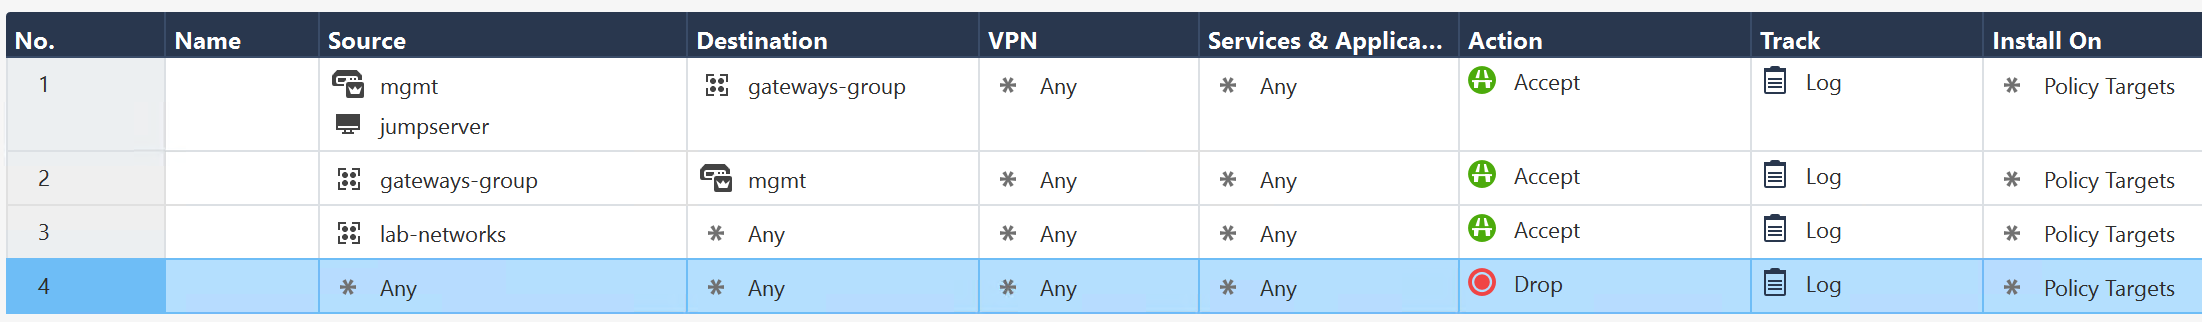 No. Name Source Destination VPN Services & Applica... Action Track Install On
1 mgmt gateways-group Any Any Accept Log Policy Targets
jumpserver
2 gateways-group mgmt Any Any Accept Log Policy Targets
3 lab-networks Any Any Any Accept Log Policy Targets
4 Any Any Any Any Drop Log Policy Targets